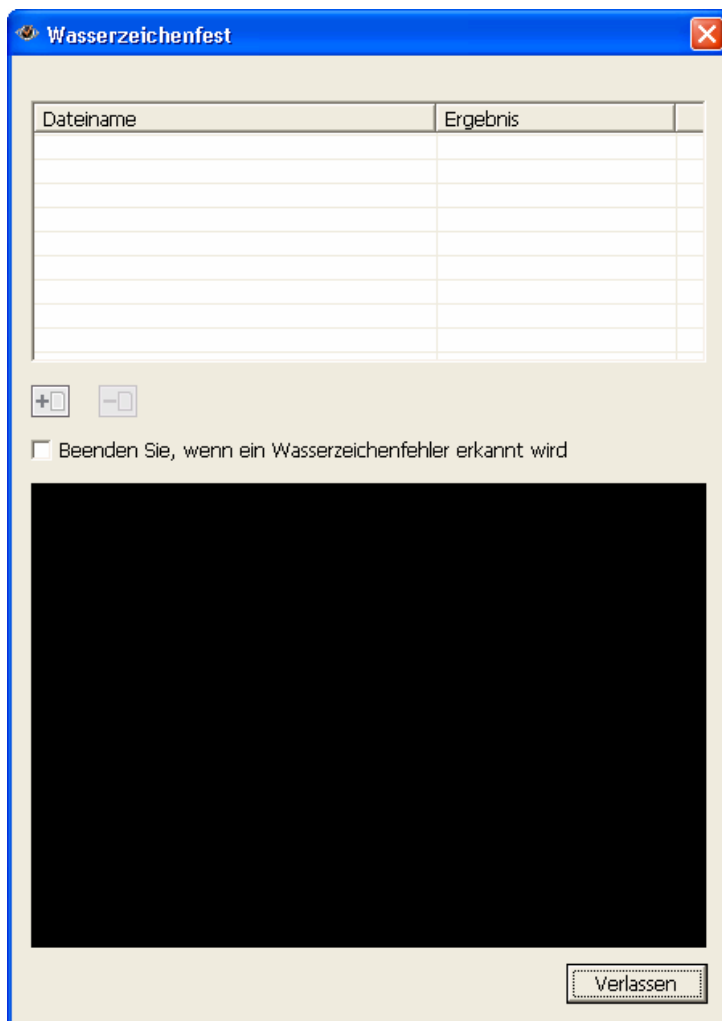 Wasserzeichenfest
Dateiname Ergebnis
Beenden Sie, wenn ein Wasserzeichenfehler erkannt wird
Verlassen